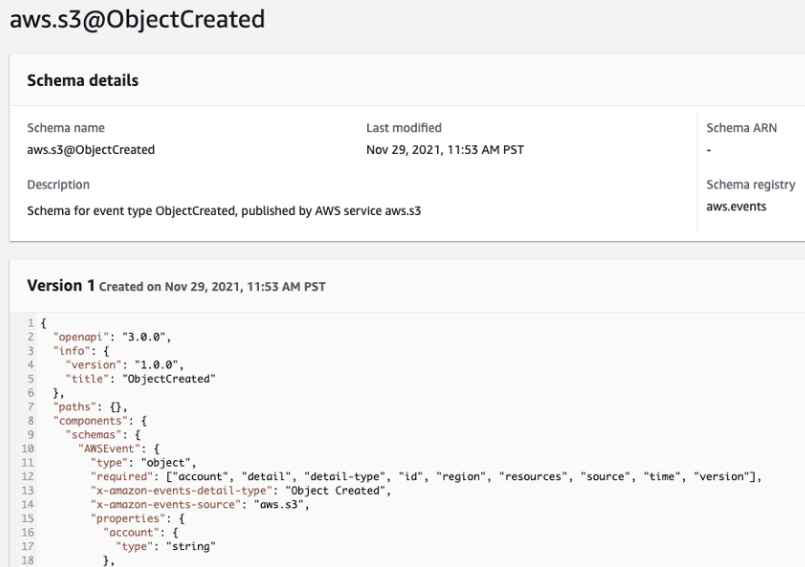 aws.s3@ObjectCreated
Schema details
Schema name
aws.s3@ObjectCreated
Last modified
Nov 29, 2021, 11:53 AM PST
Schema ARN
-
Description
Schema for event type ObjectCreated, published by AWS service aws.s3
Schema registry
aws.events
Version 1 Created on Nov 29, 2021, 11:53 AM PST
1 {
2   "openapi": "3.0.0",
3   "info": {
4     "version": "1.0.0",
5     "title": "ObjectCreated"
6   },
7   "paths": {},
8   "components": {
9     "schemas": {
10       "AWSEvent": {
11         "type": "object",
12         "required": ["account", "detail", "detail-type", "id", "region", "resources", "source", "time", "version"],
13         "x-amazon-events-detail-type": "Object Created",
14         "x-amazon-events-source": "aws.s3",
15         "properties": {
16           "account": {
17             "type": "string"
18           },